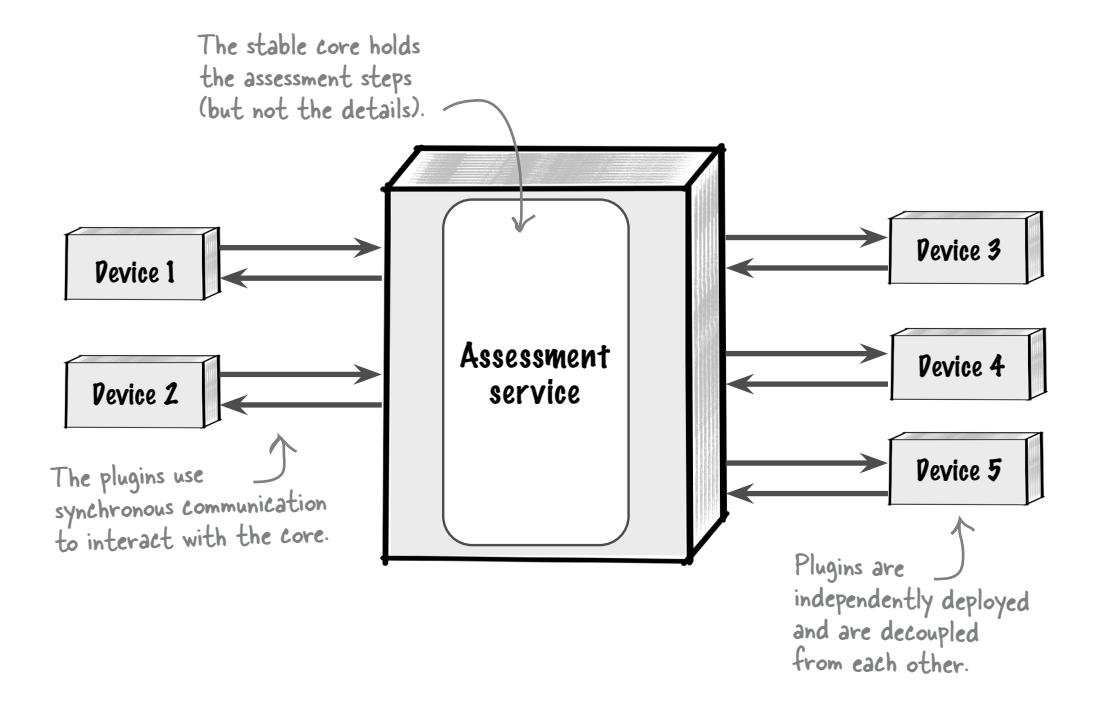 The stable core holds
the assessment steps
(but not the details).
Device 1
Device 2
Assessment
service
Device 3
Device 4
Device 5
The plugins use
synchronous communication
to interact with the core.
Plugins are
independently deployed
and are decoupled
from each other.